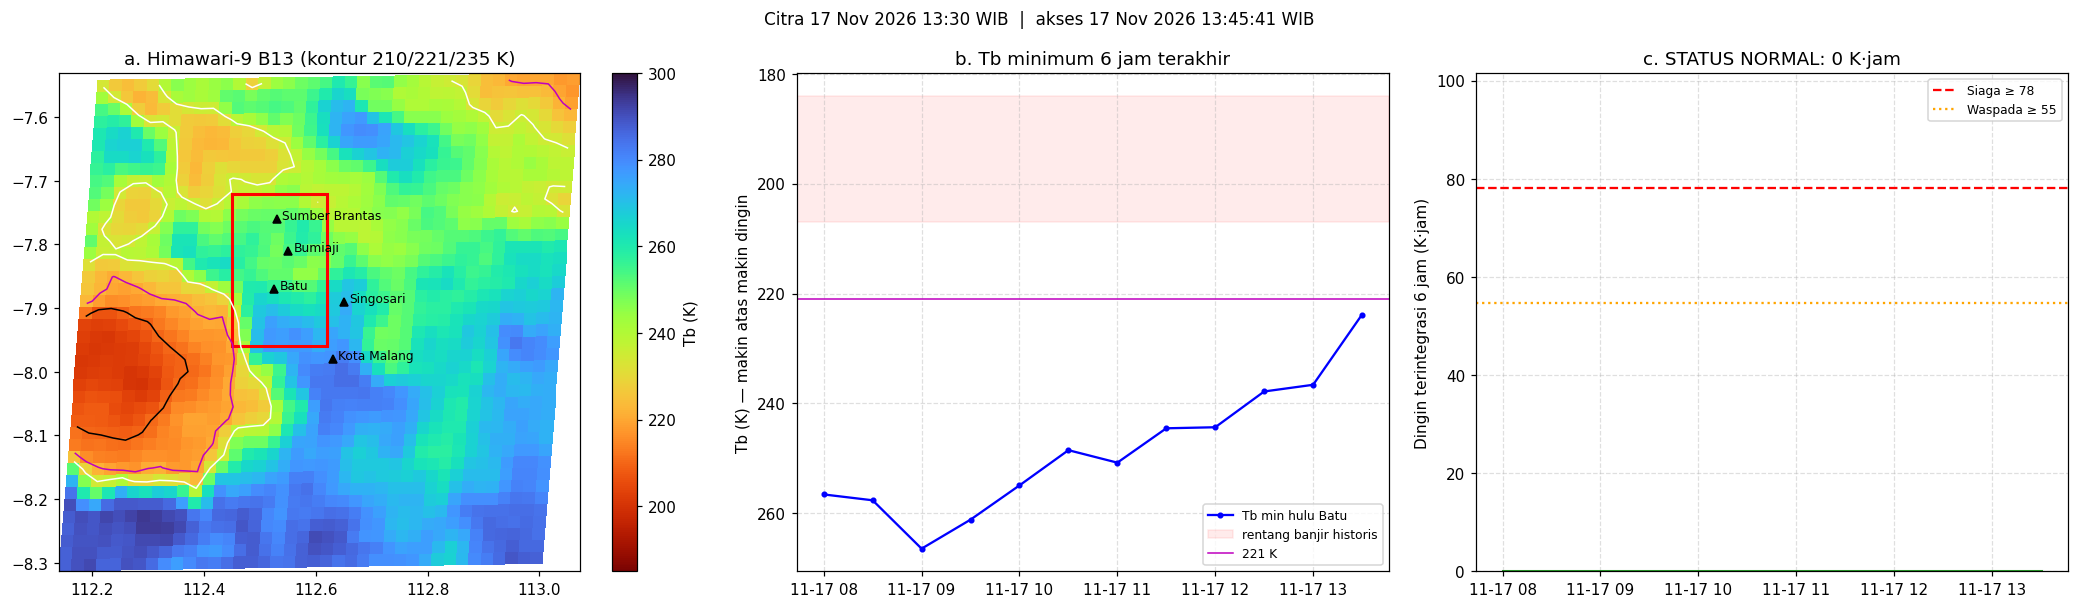 Citra 17 Nov 2026 13:30 WIB | akses 17 Nov 2026 13:45:41 WIB
a. Himawari-9 B13 (kontur 210/221/235 K)
−7.6
−7.7
−7.8
−7.9
−8.0
−8.1
−8.2
−8.3
112.2
112.4
112.6
112.8
113.0
Sumber Brantas
Bumiaji
Batu
Singosari
Kota Malang
300
280
260
240
220
200
Tb (K)
b. Tb minimum 6 jam terakhir
Tb (K) — makin atas makin dingin
180
200
220
240
260
11-17 08
11-17 09
11-17 10
11-17 11
11-17 12
11-17 13
Tb min hulu Batu
rentang banjir historis
221 K
c. STATUS NORMAL: 0 K·jam
Dingin terintegrasi 6 jam (K·jam)
100
80
60
40
20
0
11-17 08
11-17 09
11-17 10
11-17 11
11-17 12
11-17 13
Siaga ≥ 78
Waspada ≥ 55